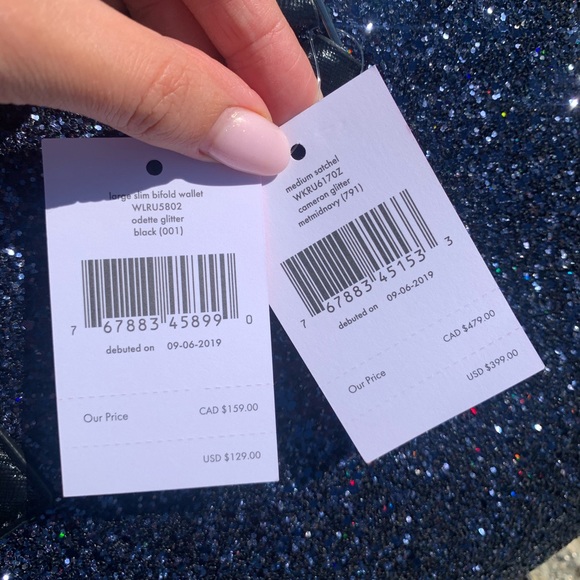 large slim bifold wallet
WLRU5802
odette glitter
black (001)
7 67883 45899 0
debuted on 09-06-2019
Our Price CAD $159.00
USD $129.00
medium satchel
WKRU6170Z
cameron glitter
metmidnavy (791)
7 67883 45153 3
debuted on 09-06-2019
Our Price CAD $479.00
USD $399.00